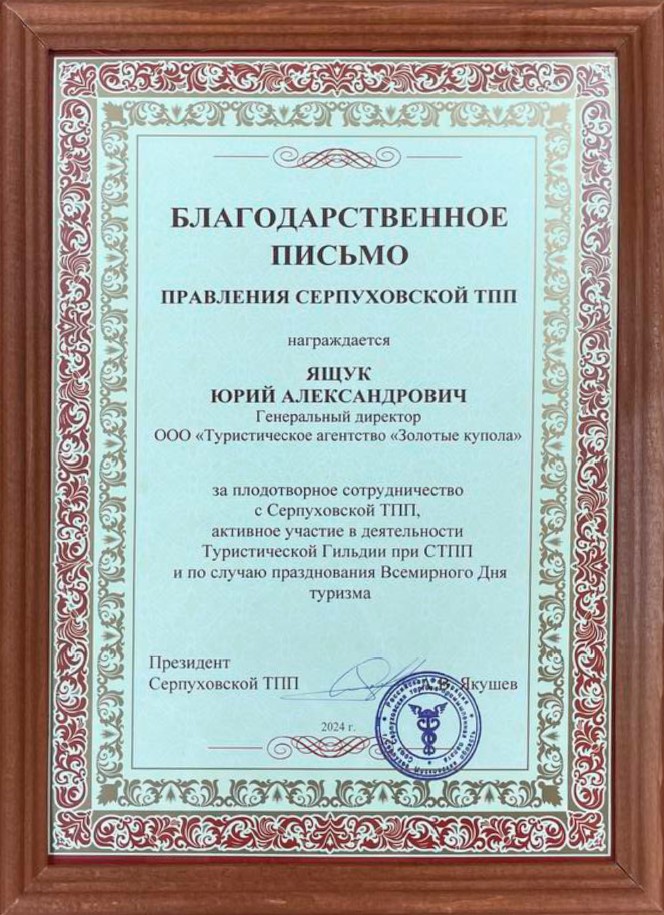 БЛАГОДАРСТВЕННОЕ
ПИСЬМО
ПРАВЛЕНИЯ СЕРПУХОВСКОЙ ТПП
награждается
ЯЩУК
ЮРИЙ АЛЕКСАНДРОВИЧ
Генеральный директор
ООО «Туристическое агентство «Золотые купола»
за плодотворное сотрудничество
с Серпуховской ТПП,
активное участие в деятельности
Туристической Гильдии при СТПП
и по случаю празднования Всемирного Дня
туризма
Президент
Серпуховской ТПП Якушев
2024 г.
Российская Федерация